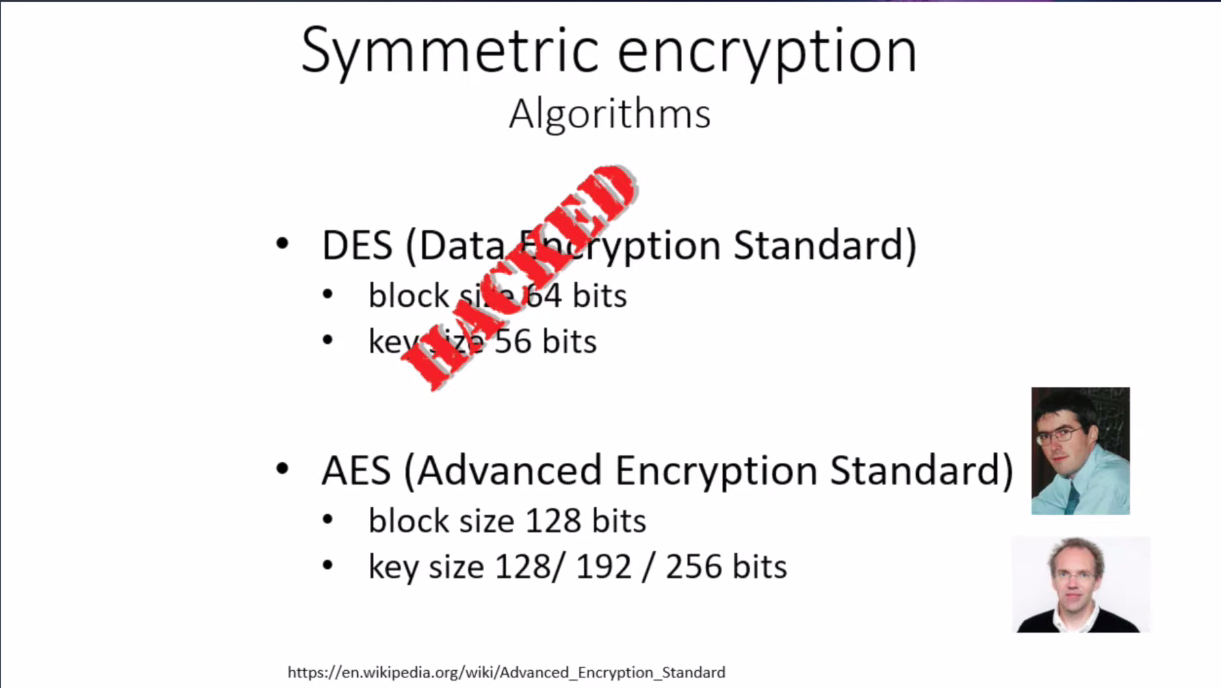 Symmetric encryption
Algorithms
HACKED
• DES (Data Encryption Standard)
• block size 64 bits
• key size 56 bits
• AES (Advanced Encryption Standard)
• block size 128 bits
• key size 128/ 192 / 256 bits
https://en.wikipedia.org/wiki/Advanced_Encryption_Standard